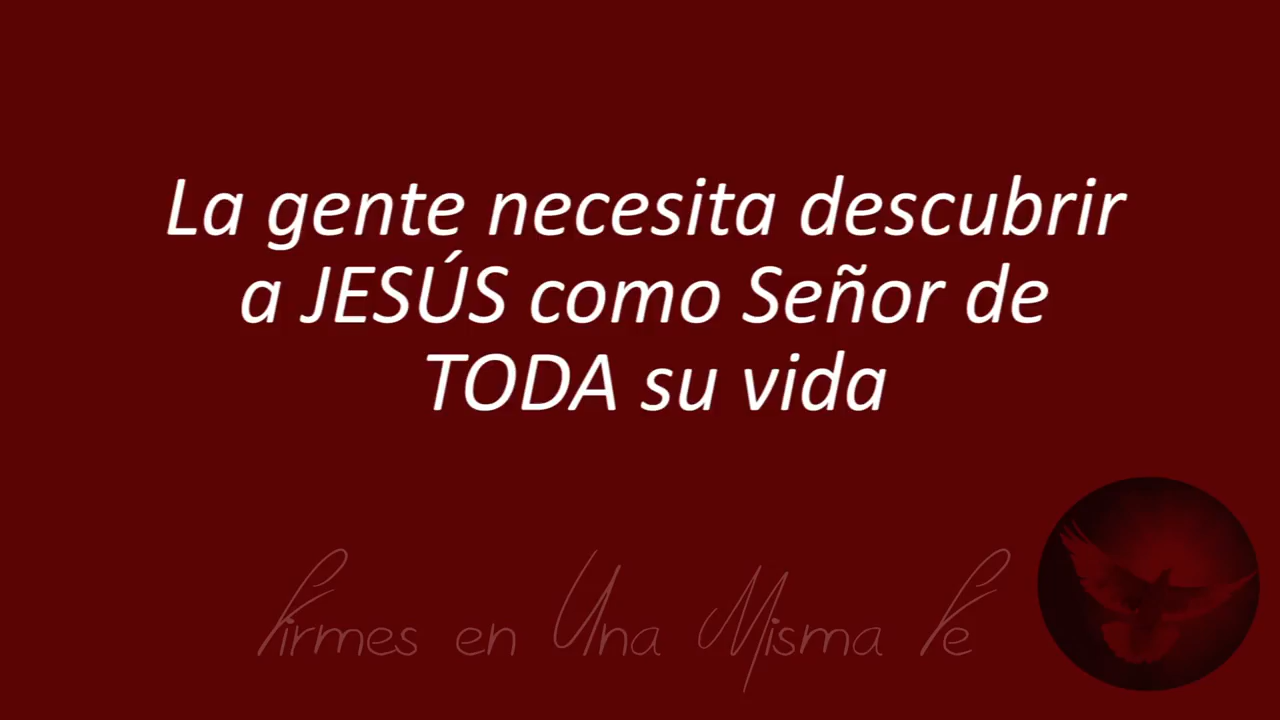 La gente necesita descubrir
a JESÚS como Señor de
TODA su vida
Firmes en Una Misma Fe